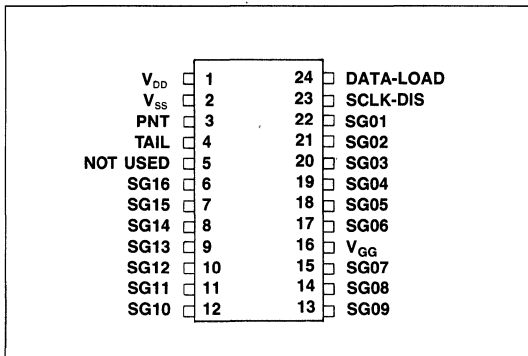 V_DD 1 24 DATA-LOAD
V_SS 2 23 SCLK-DIS
PNT 3 22 SG01
TAIL 4 21 SG02
NOT USED 5 20 SG03
SG16 6 19 SG04
SG15 7 18 SG05
SG14 8 17 SG06
SG13 9 16 V_GG
SG12 10 15 SG07
SG11 11 14 SG08
SG10 12 13 SG09